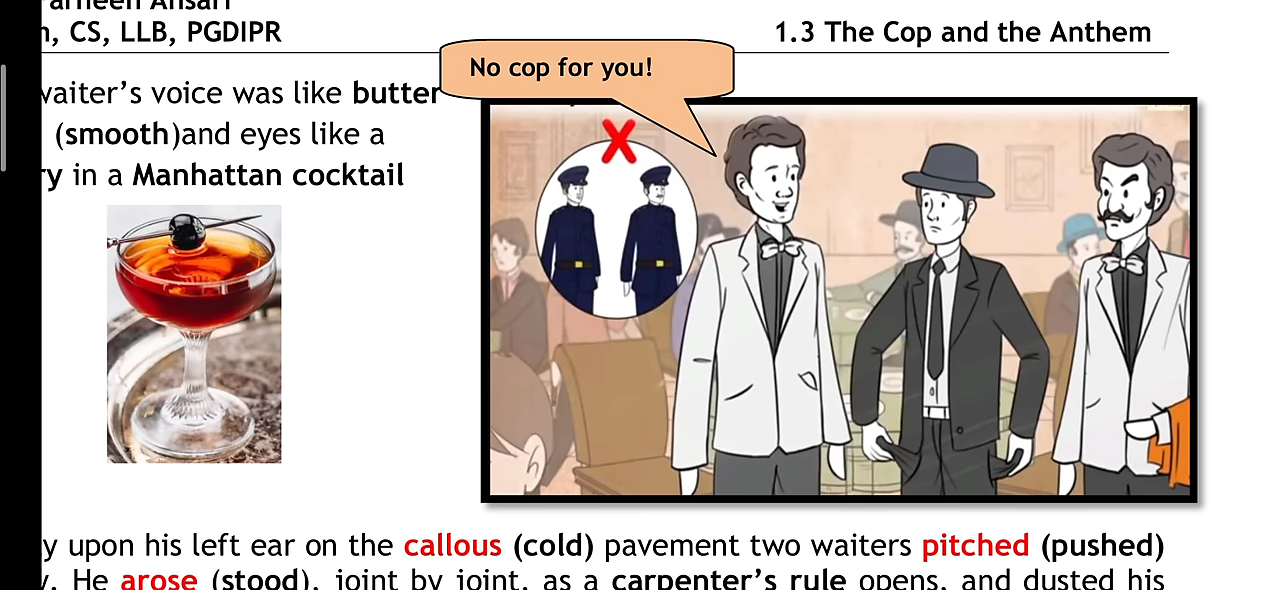 n, CS, LLB, PGDIPR
1.3 The Cop and the Anthem
No cop for you!
waiter's voice was like butter
(smooth)and eyes like a
ry in a Manhattan cocktail
y upon his left ear on the callous (cold) pavement two waiters pitched (pushed)
y. He arose (stood), joint by joint, as a carpenter's rule opens, and dusted his